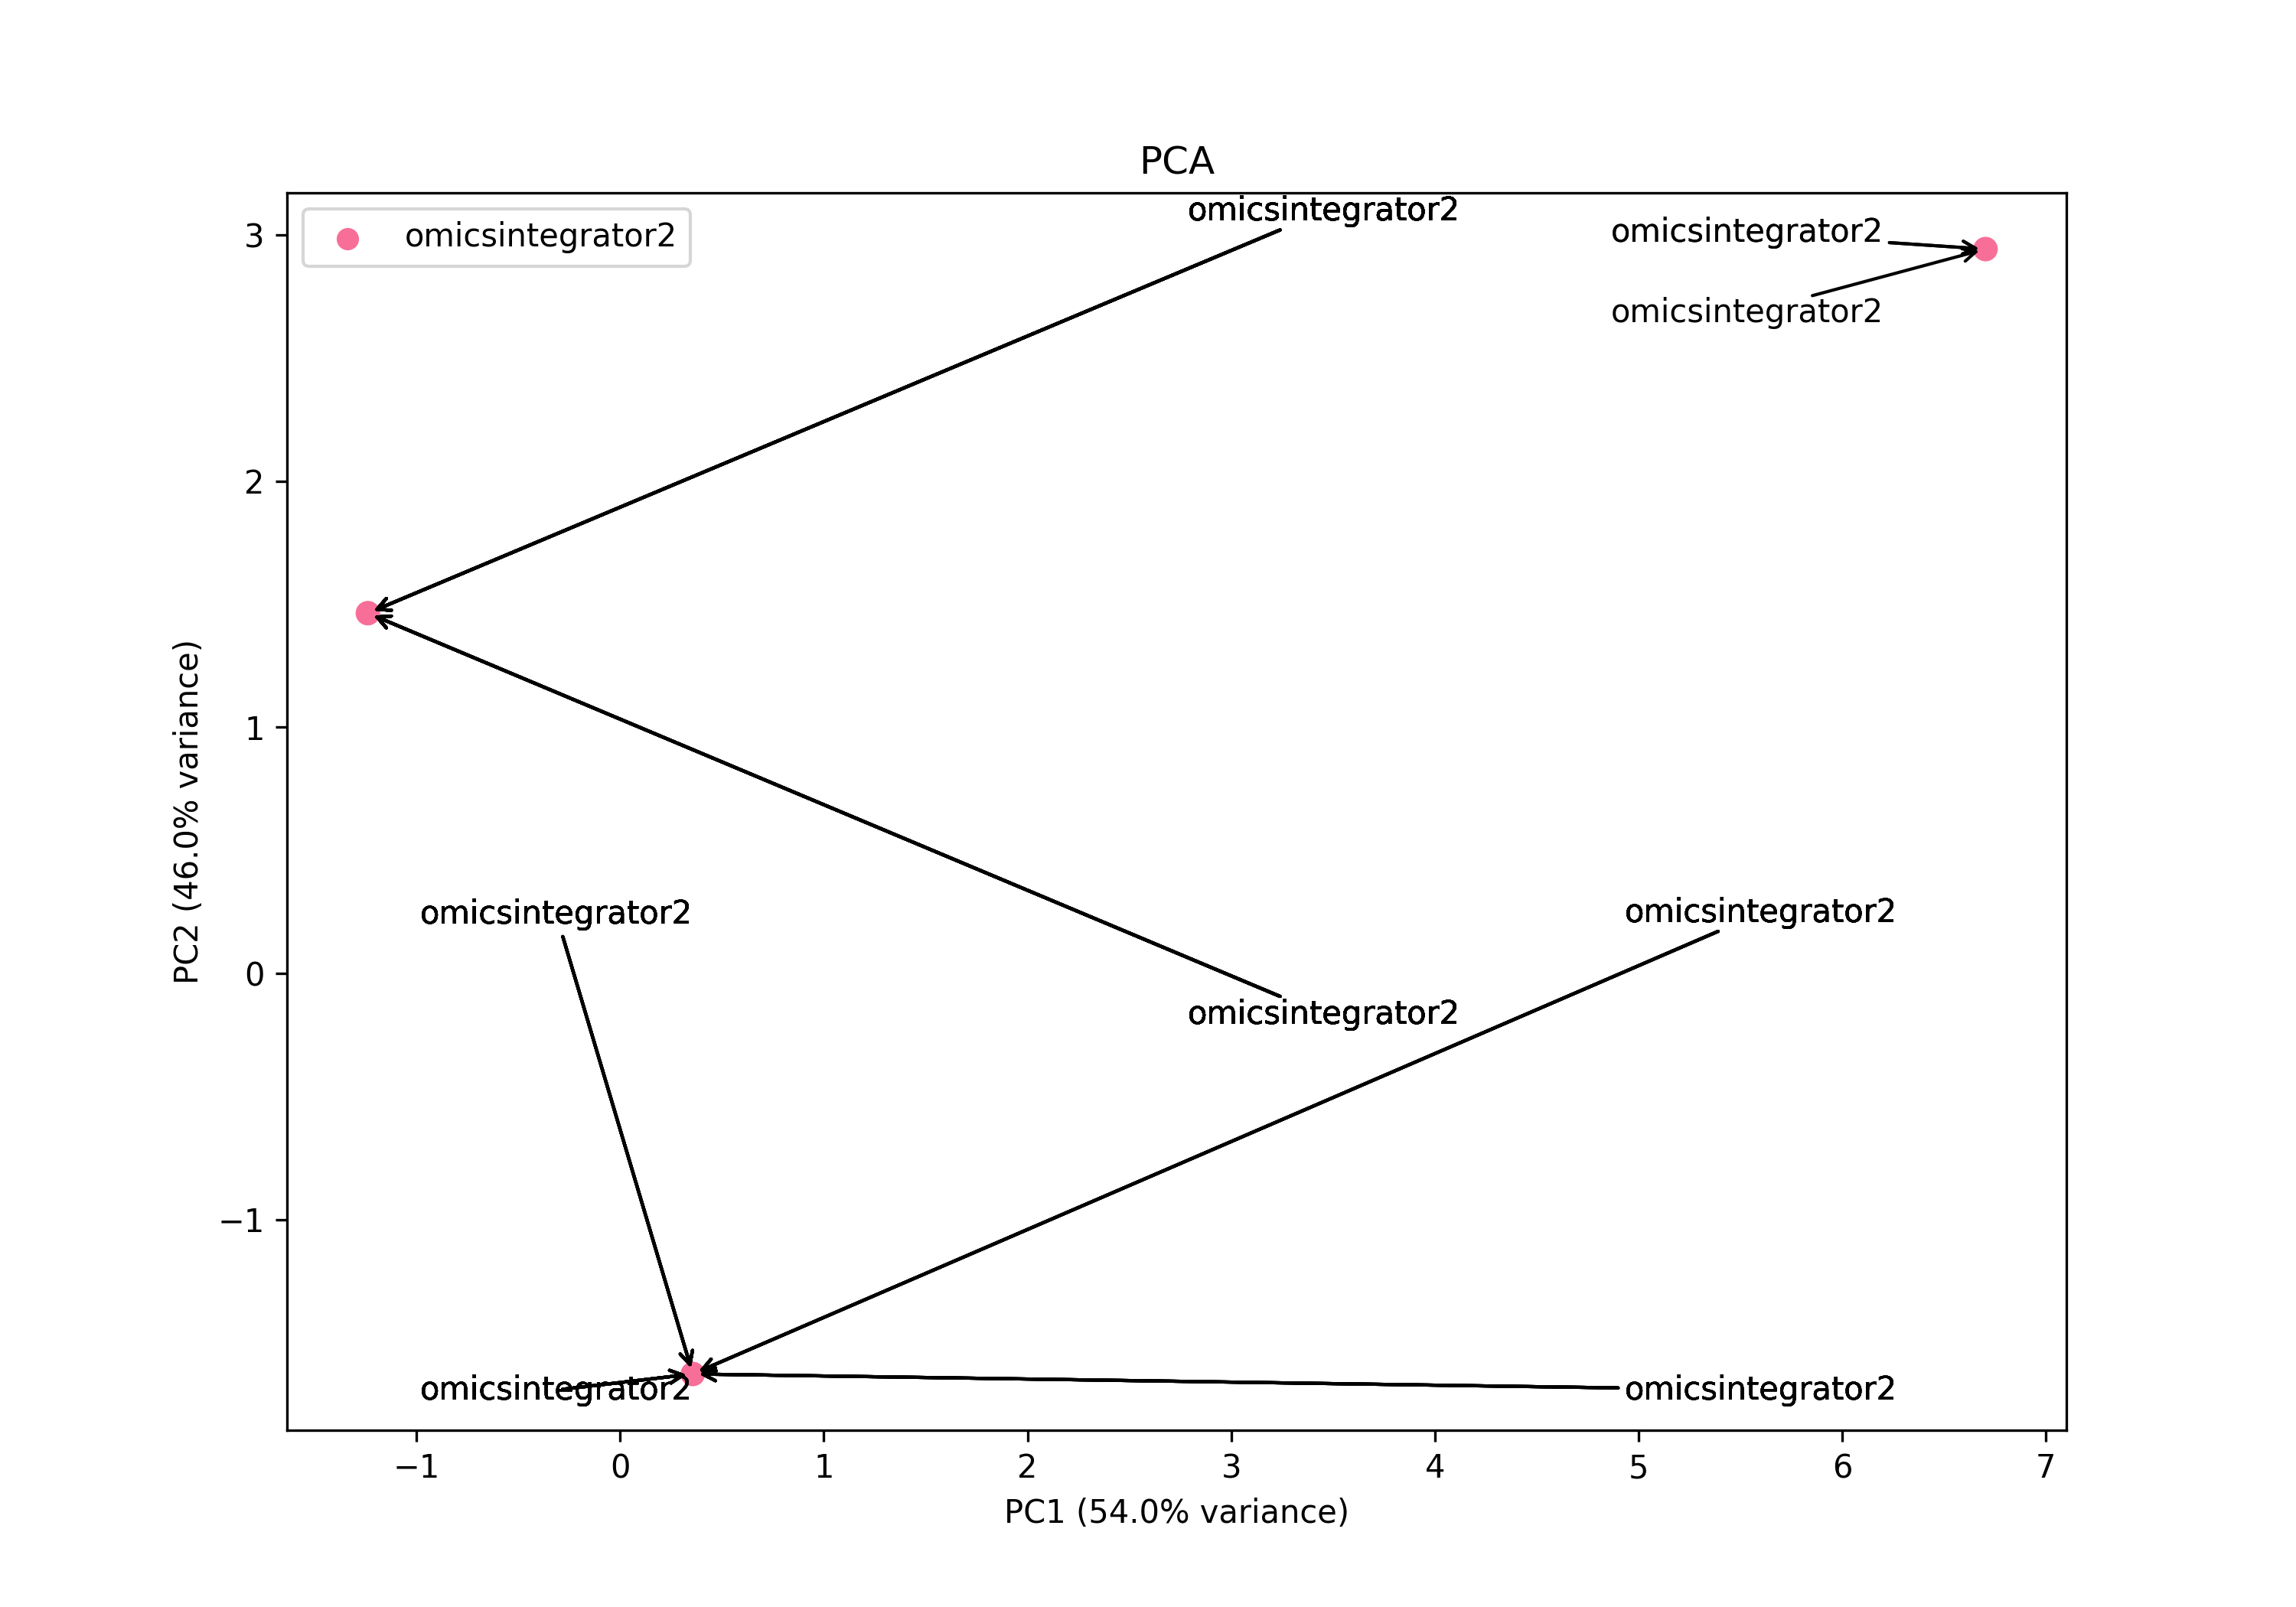 PCA
omicsintegrator2
omicsintegrator2
omicsintegrator2
omicsintegrator2
omicsintegrator2
omicsintegrator2
omicsintegrator2
omicsintegrator2
omicsintegrator2
3
2
1
0
−1
PC2 (46.0% variance)
−1 0 1 2 3 4 5 6 7
PC1 (54.0% variance)